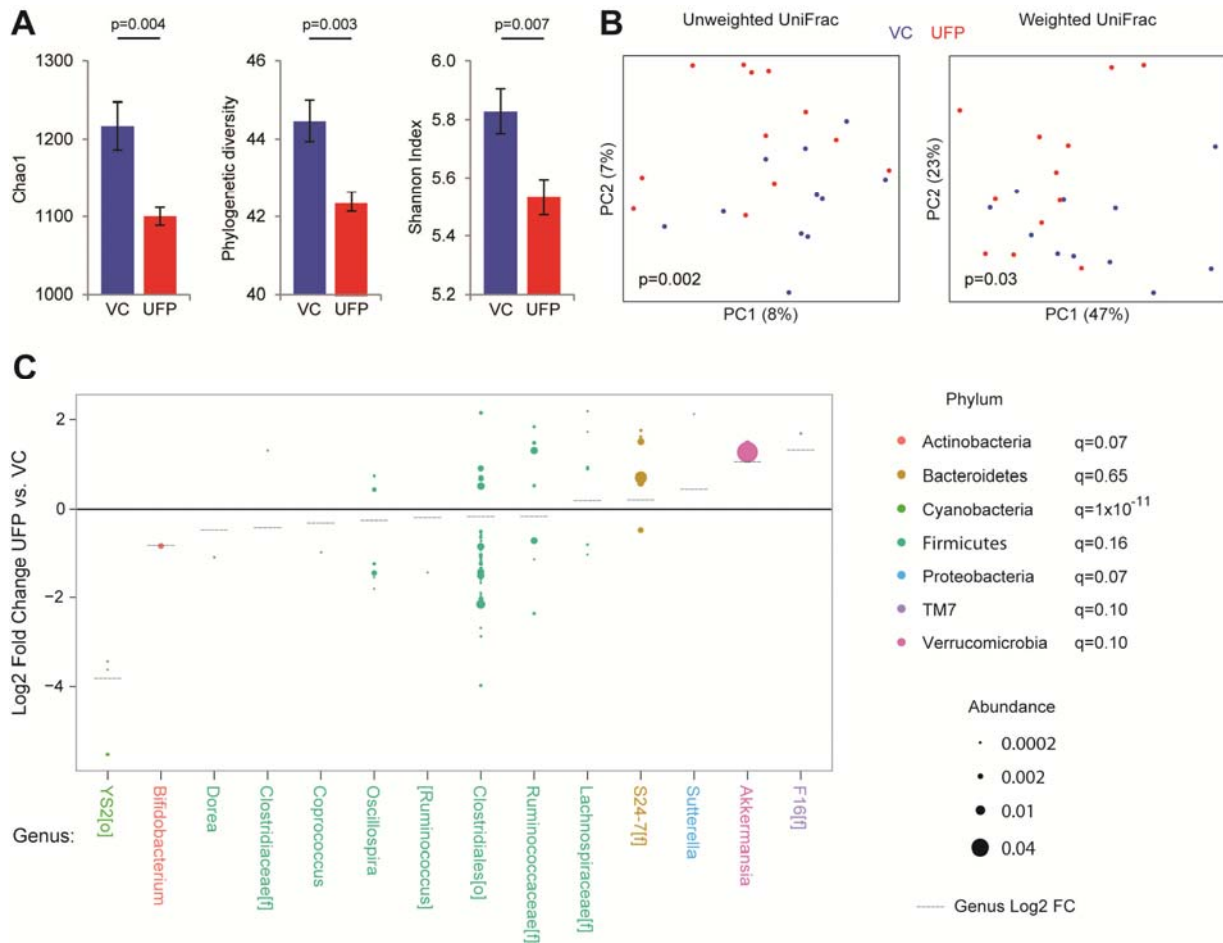 A
p=0.004
p=0.003
p=0.007
Chao1
1300
1200
1100
1000
VC UFP
Phylogenetic diversity
46
44
42
40
VC UFP
Shannon Index
6.0
5.8
5.6
5.4
5.2
VC UFP
B
Unweighted UniFrac
VC UFP
Weighted UniFrac
PC2 (7%)
p=0.002
PC1 (8%)
PC2 (23%)
p=0.03
PC1 (47%)
C
Log2 Fold Change UFP vs. VC
2
0
−2
−4
Genus:
YS2[o]
Bifidobacterium
Dorea
Clostridiaceae[f]
Coprococcus
Oscillospira
[Ruminococcus]
Clostridiales[o]
Ruminococcaceae[f]
Lachnospiraceae[f]
S24-7[f]
Sutterella
Akkermansia
F16[f]
Phylum
Actinobacteria q=0.07
Bacteroidetes q=0.65
Cyanobacteria q=1x10⁻¹¹
Firmicutes q=0.16
Proteobacteria q=0.07
TM7 q=0.10
Verrucomicrobia q=0.10
Abundance
0.0002
0.002
0.01
0.04
Genus Log2 FC